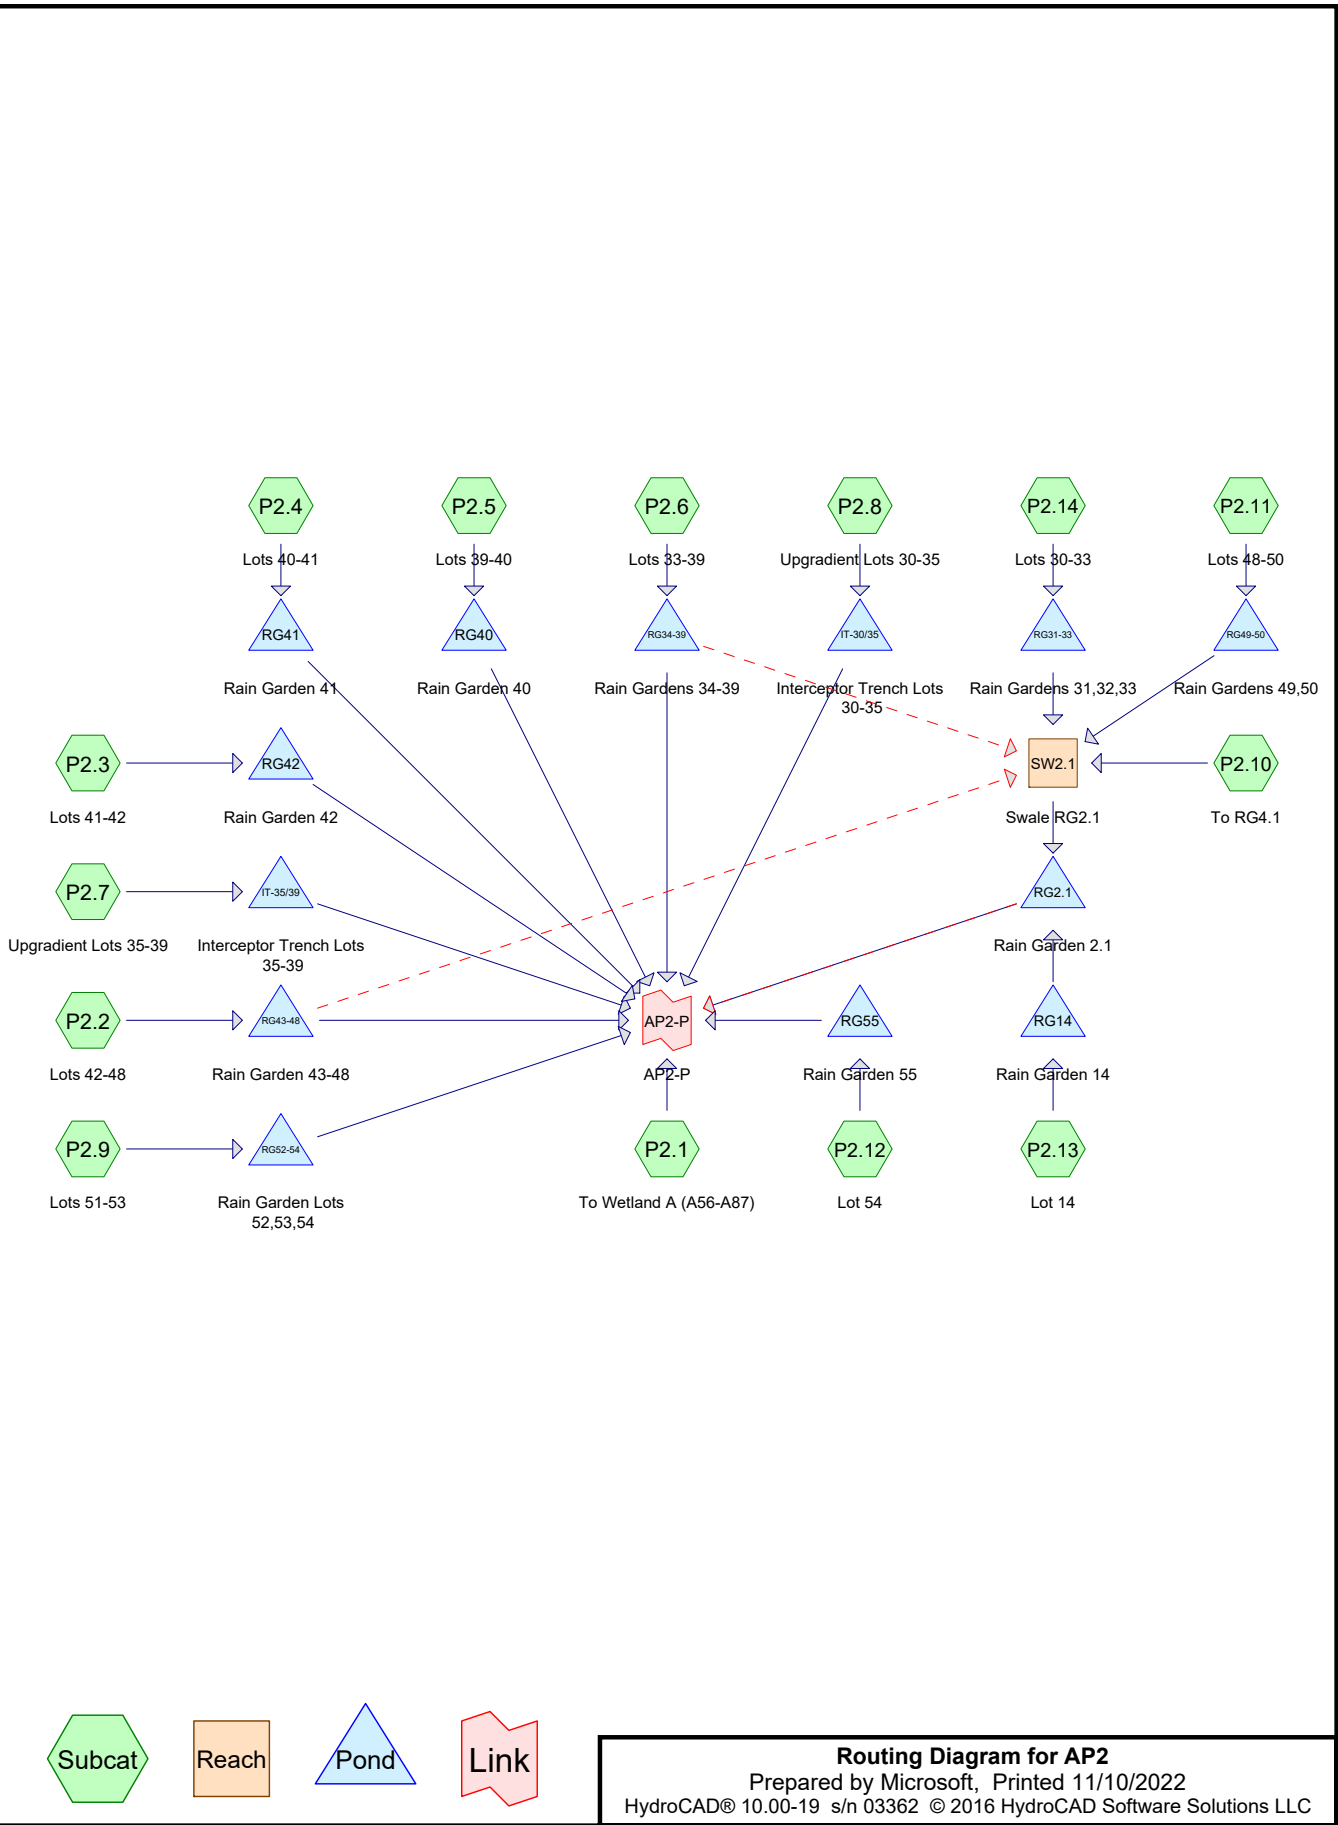 P2.4
P2.5
P2.6
P2.8
P2.14
P2.11
Lots 40-41
Lots 39-40
Lots 33-39
Upgradient Lots 30-35
Lots 30-33
Lots 48-50
RG41
RG40
RG34-39
IT-30/35
RG31-33
RG49-50
Rain Garden 41
Rain Garden 40
Rain Gardens 34-39
Interceptor Trench Lots
30-35
Rain Gardens 31,32,33
Rain Gardens 49,50
P2.3
RG42
SW2.1
P2.10
Lots 41-42
Rain Garden 42
Swale RG2.1
To RG4.1
P2.7
IT-35/39
RG2.1
Upgradient Lots 35-39
Interceptor Trench Lots
35-39
Rain Garden 2.1
P2.2
RG43-48
AP2-P
RG55
RG14
Lots 42-48
Rain Garden 43-48
AP2-P
Rain Garden 55
Rain Garden 14
P2.9
RG52-54
P2.1
P2.12
P2.13
Lots 51-53
Rain Garden Lots
52,53,54
To Wetland A (A56-A87)
Lot 54
Lot 14
Subcat
Reach
Pond
Link
Routing Diagram for AP2
Prepared by Microsoft, Printed 11/10/2022
HydroCAD® 10.00-19 s/n 03362 © 2016 HydroCAD Software Solutions LLC